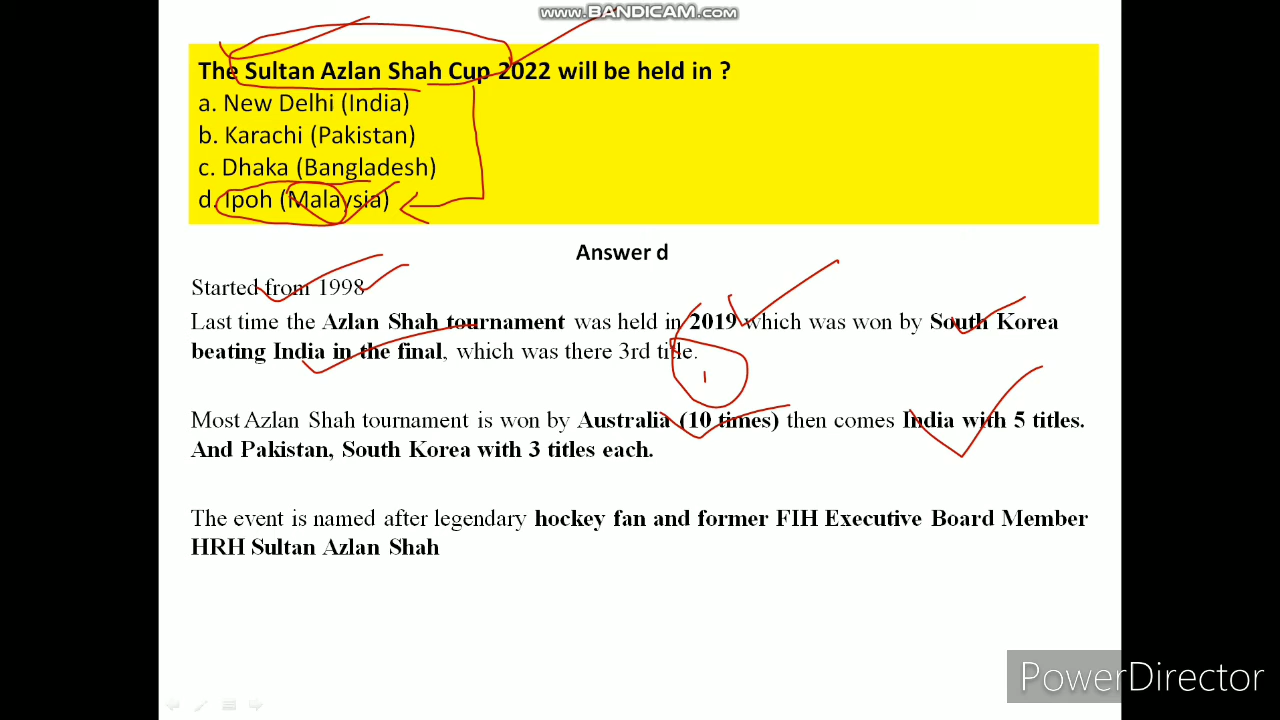 www.BANDICAM.com
The Sultan Azlan Shah Cup 2022 will be held in ?
a. New Delhi (India)
b. Karachi (Pakistan)
c. Dhaka (Bangladesh)
d. Ipoh (Malaysia)
Answer d
Started from 1998
Last time the Azlan Shah tournament was held in 2019 which was won by South Korea
beating India in the final, which was there 3rd title.
Most Azlan Shah tournament is won by Australia (10 times) then comes India with 5 titles.
And Pakistan, South Korea with 3 titles each.
The event is named after legendary hockey fan and former FIH Executive Board Member
HRH Sultan Azlan Shah
PowerDirector